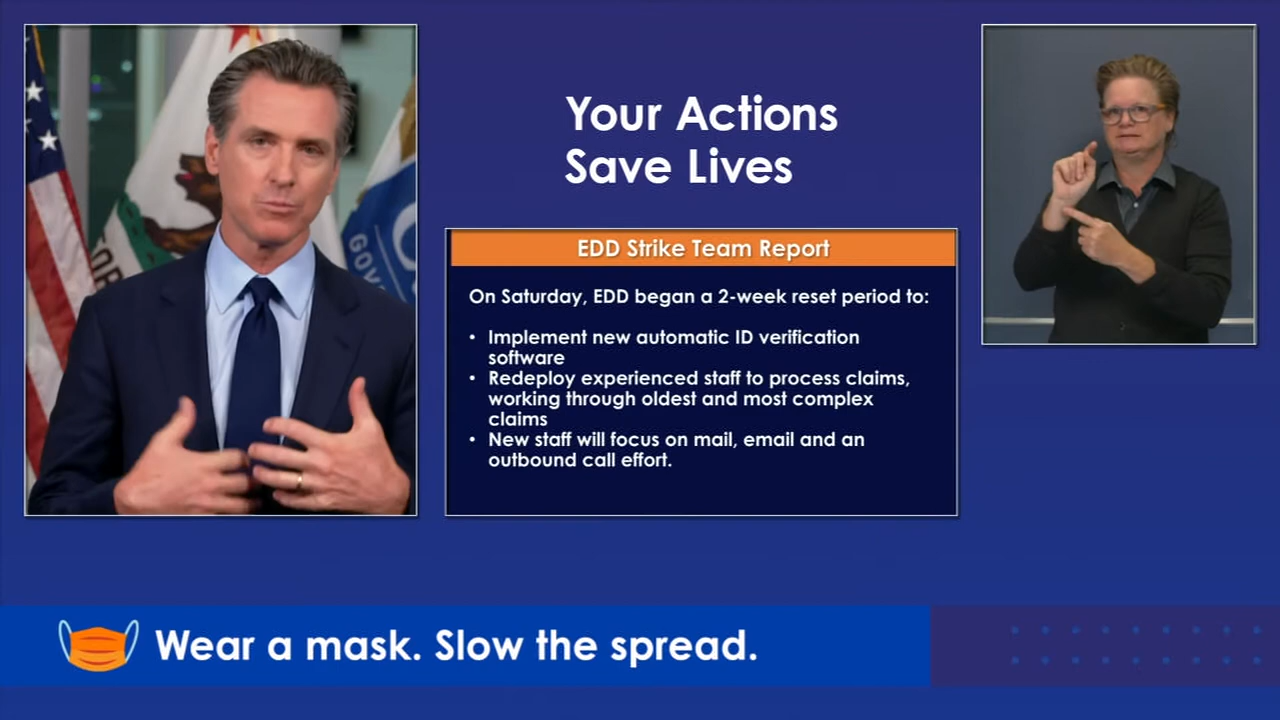 Your Actions
Save Lives
EDD Strike Team Report
On Saturday, EDD began a 2-week reset period to:
• Implement new automatic ID verification
software
• Redeploy experienced staff to process claims,
working through oldest and most complex
claims
• New staff will focus on mail, email and an
outbound call effort.
Wear a mask. Slow the spread.